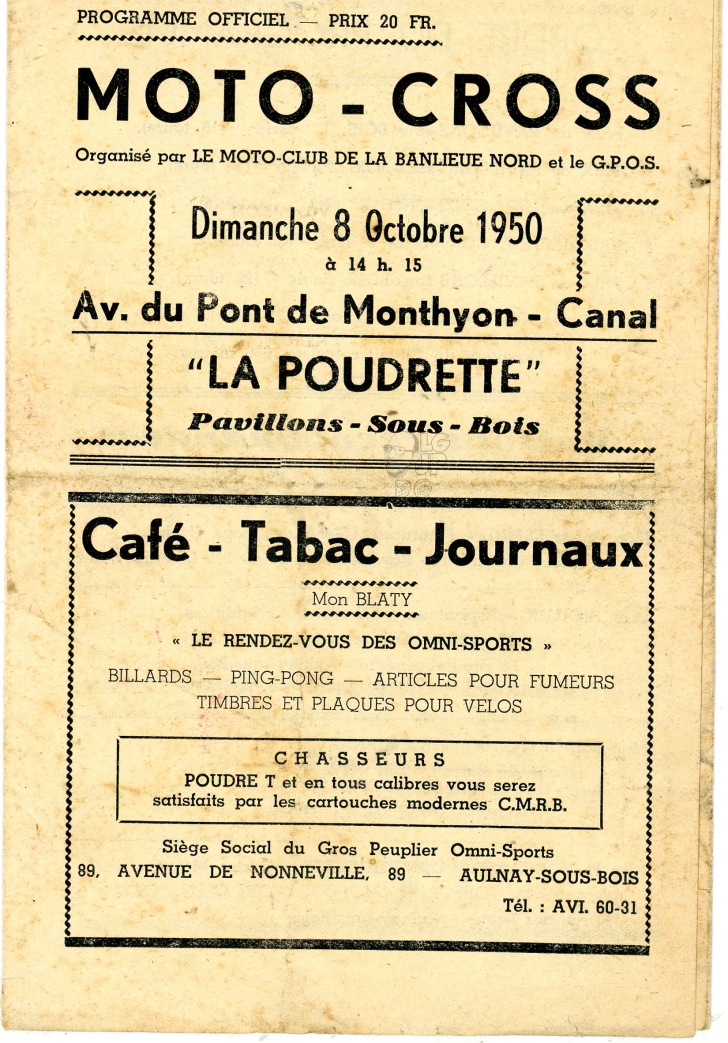 PROGRAMME OFFICIEL — PRIX 20 FR.
MOTO - CROSS
Organisé par LE MOTO-CLUB DE LA BANLIEUE NORD et le G.P.O.S.
Dimanche 8 Octobre 1950
à 14 h. 15
Av. du Pont de Monthyon - Canal
"LA POUDRETTE"
Pavillons - Sous - Bois
Café - Tabac - Journaux
Mon BLATY
« LE RENDEZ-VOUS DES OMNI-SPORTS »
BILLARDS — PING-PONG — ARTICLES POUR FUMEURS
TIMBRES ET PLAQUES POUR VELOS
CHASSEURS
POUDRE T et en tous calibres vous serez
satisfaits par les cartouches modernes C.M.R.B.
Siège Social du Gros Peuplier Omni-Sports
89, AVENUE DE NONNEVILLE, 89 — AULNAY-SOUS-BOIS
Tél. : AVI. 60-31